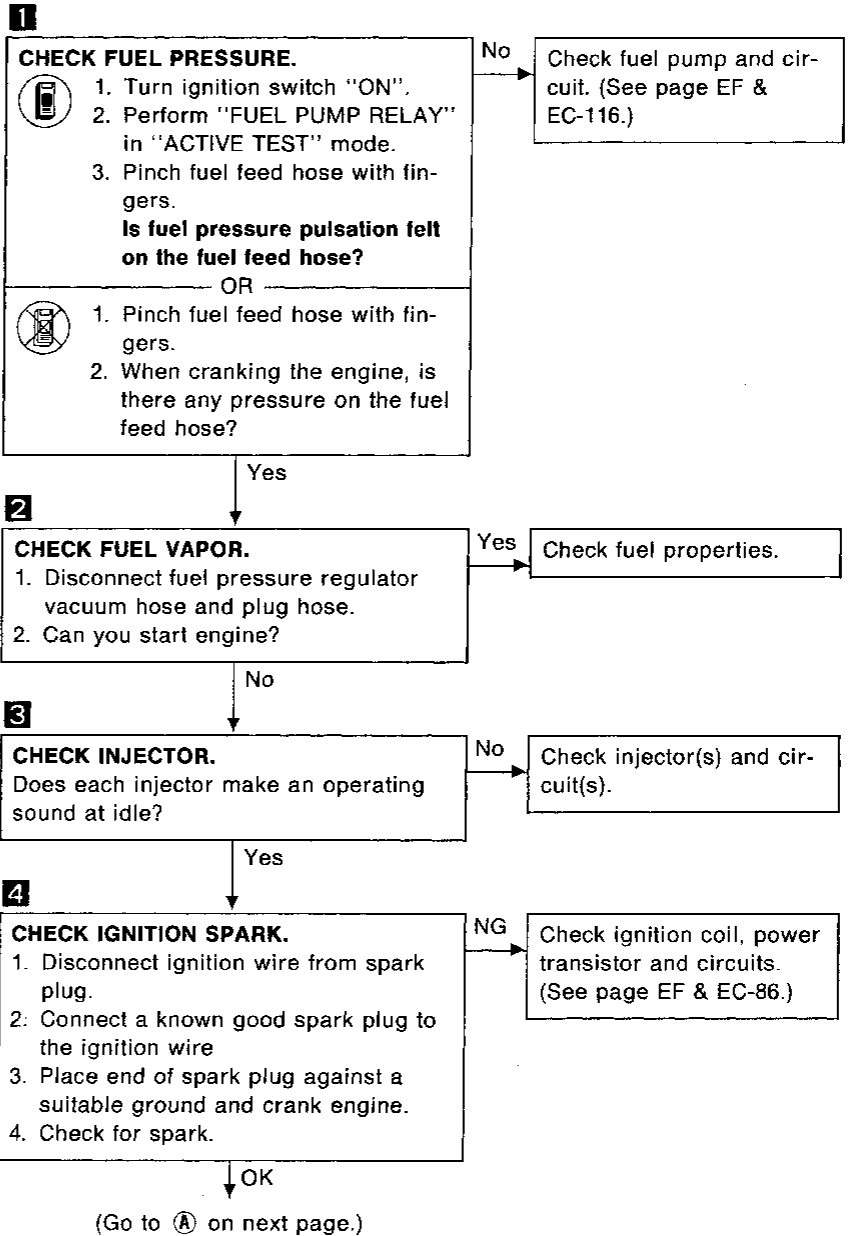 1
CHECK FUEL PRESSURE.
1. Turn ignition switch "ON".
2. Perform "FUEL PUMP RELAY"
in "ACTIVE TEST" mode.
3. Pinch fuel feed hose with fin-
gers.
Is fuel pressure pulsation felt
on the fuel feed hose?
OR
1. Pinch fuel feed hose with fin-
gers.
2. When cranking the engine, is
there any pressure on the fuel
feed hose?
No
Check fuel pump and cir-
cuit. (See page EF &
EC-116.)
Yes
2
CHECK FUEL VAPOR.
1. Disconnect fuel pressure regulator
vacuum hose and plug hose.
2. Can you start engine?
Yes
Check fuel properties.
No
3
CHECK INJECTOR.
Does each injector make an operating
sound at idle?
No
Check injector(s) and cir-
cuit(s).
Yes
4
CHECK IGNITION SPARK.
1. Disconnect ignition wire from spark
plug.
2. Connect a known good spark plug to
the ignition wire
3. Place end of spark plug against a
suitable ground and crank engine.
4. Check for spark.
NG
Check ignition coil, power
transistor and circuits.
(See page EF & EC-86.)
OK
(Go to Ⓐ on next page.)